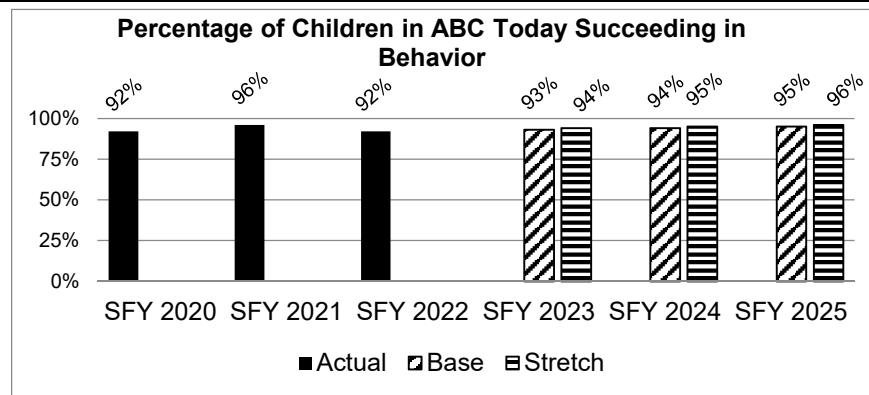 Percentage of Children in ABC Today Succeeding in
Behavior
92% 96% 92% 93% 94% 94% 95% 95% 96%
100%
75%
50%
25%
0%
SFY 2020 SFY 2021 SFY 2022 SFY 2023 SFY 2024 SFY 2025
Actual Base Stretch